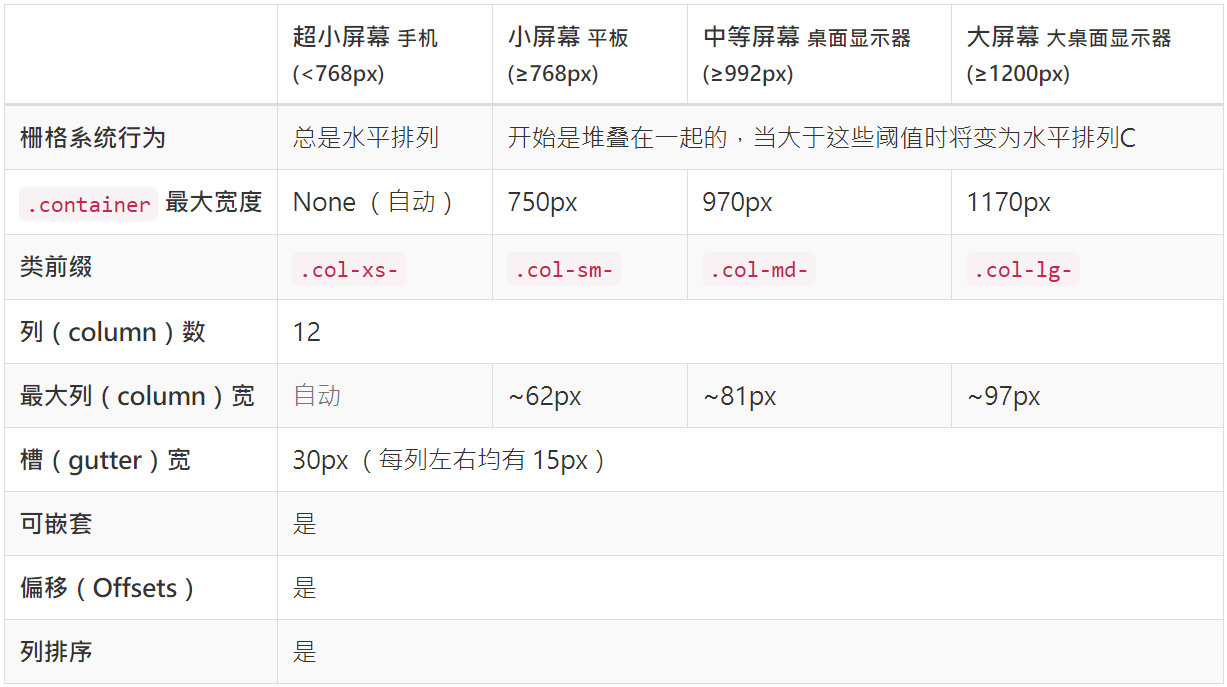 超小屏幕 手机 (<768px)
小屏幕 平板 (≥768px)
中等屏幕 桌面显示器 (≥992px)
大屏幕 大桌面显示器 (≥1200px)
栅格系统行为 总是水平排列 开始是堆叠在一起的，当大于这些阈值时将变为水平排列C
.container 最大宽度 None （自动） 750px 970px 1170px
类前缀 .col-xs- .col-sm- .col-md- .col-lg-
列（column）数 12
最大列（column）宽 自动 ~62px ~81px ~97px
槽（gutter）宽 30px （每列左右均有 15px）
可嵌套 是
偏移（Offsets） 是
列排序 是